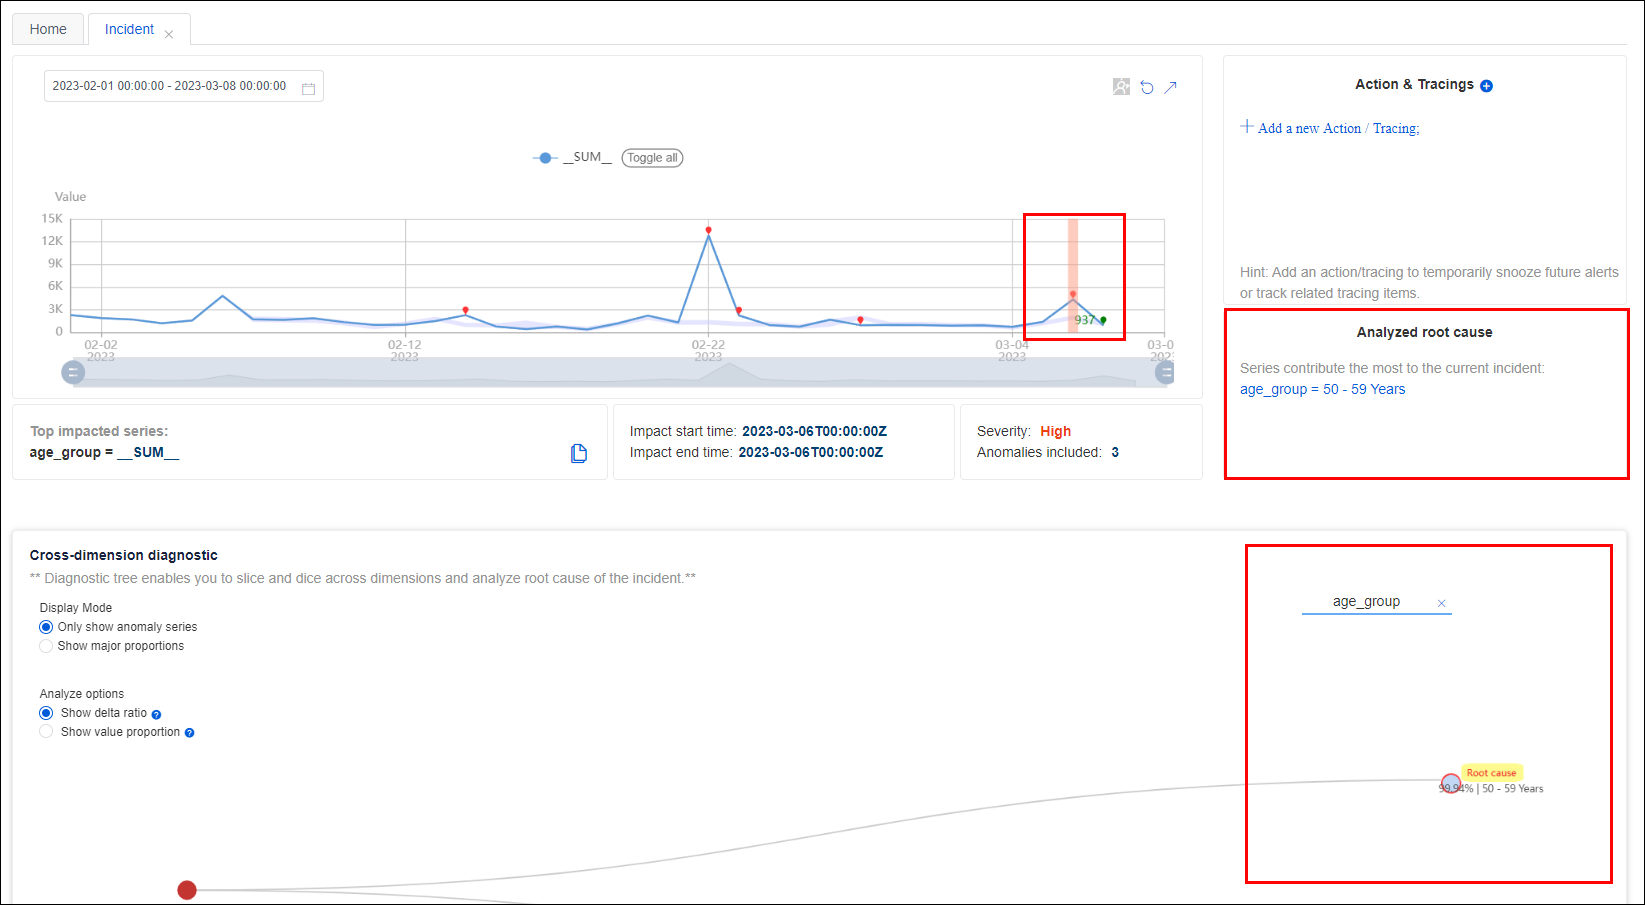 Home
Incident
2023-02-01 00:00:00 - 2023-03-08 00:00:00
__SUM__ Toggle all
Value
15K
12K
9K
6K
3K
0
937
02-02
2023
02-12
2023
02-22
2023
03-04
2023
Action & Tracings
Add a new Action / Tracing;
Hint: Add an action/tracing to temporarily snooze future alerts
or track related tracing items.
Analyzed root cause
Series contribute the most to the current incident:
age_group = 50 - 59 Years
Top impacted series:
age_group = __SUM__
Impact start time: 2023-03-06T00:00:00Z
Impact end time: 2023-03-06T00:00:00Z
Severity: High
Anomalies included: 3
Cross-dimension diagnostic
** Diagnostic tree enables you to slice and dice across dimensions and analyze root cause of the incident.**
Display Mode
Only show anomaly series
Show major proportions
Analyze options
Show delta ratio
Show value proportion
age_group
Root cause
99.94% | 50 - 59 Years